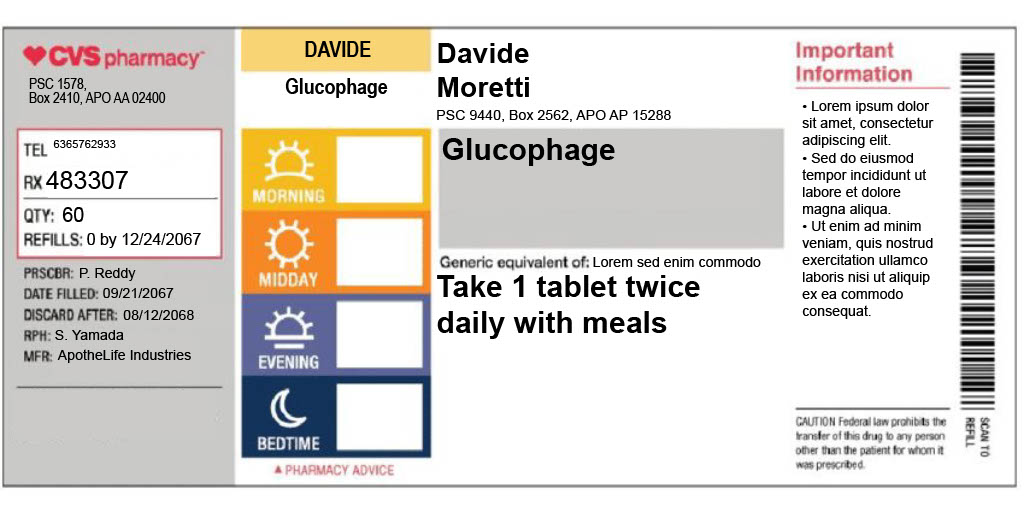 CVS pharmacy
PSC 1578,
Box 2410, APO AA 02400
TEL 6365762933
RX 483307
QTY: 60
REFILLS: 0 by 12/24/2067
PRSCBR: P. Reddy
DATE FILLED: 09/21/2067
DISCARD AFTER: 08/12/2068
RPH: S. Yamada
MFR: ApotheLife Industries
DAVIDE
Glucophage
MORNING
MIDDAY
EVENING
BEDTIME
▲ PHARMACY ADVICE
Davide
Moretti
PSC 9440, Box 2562, APO AP 15288
Glucophage
Generic equivalent of: Lorem sed enim commodo
Take 1 tablet twice
daily with meals
Important
Information
• Lorem ipsum dolor
sit amet, consectetur
adipiscing elit.
• Sed do eiusmod
tempor incididunt ut
labore et dolore
magna aliqua.
• Ut enim ad minim
veniam, quis nostrud
exercitation ullamco
laboris nisi ut aliquip
ex ea commodo
consequat.
CAUTION Federal law prohibits the
transfer of this drug to any person
other than the patient for whom it
was prescribed.
SCAN TO
REFILL